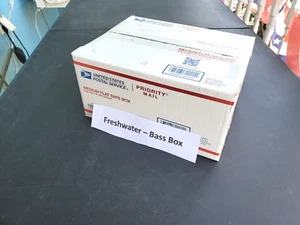 UNITED STATES
POSTAL SERVICE
PRIORITY
MAIL
MEDIUM FLAT RATE BOX
Freshwater – Bass Box